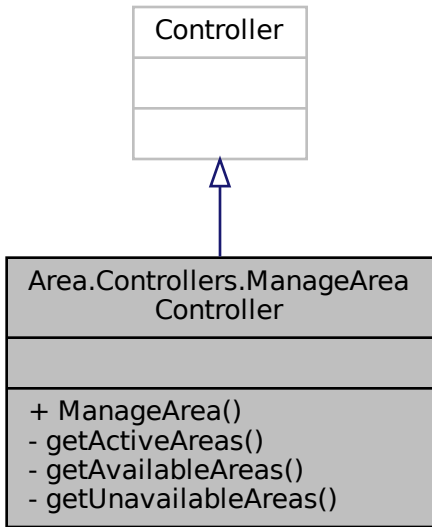 Controller
Area.Controllers.ManageArea
Controller
+ ManageArea()
- getActiveAreas()
- getAvailableAreas()
- getUnavailableAreas()